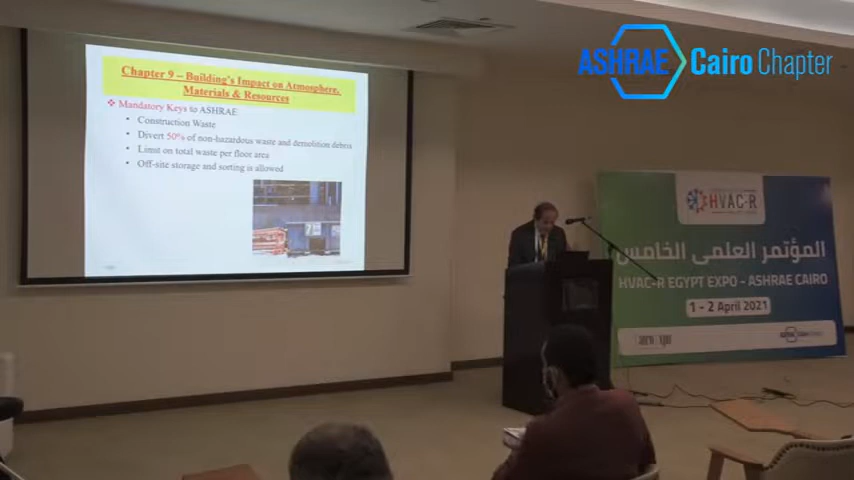 ASHRAE Cairo Chapter
Chapter 9 – Building's Impact on Atmosphere,
Materials & Resources
Mandatory Keys to ASHRAE
Construction Waste
Divert 50% of non-hazardous waste and demolition debris
Limit on total waste per floor area
Off-site storage and sorting is allowed
HVAC-R
المؤتمر العلمى الخامس
HVAC-R EGYPT EXPO - ASHRAE CAIRO
1 - 2 April 2021